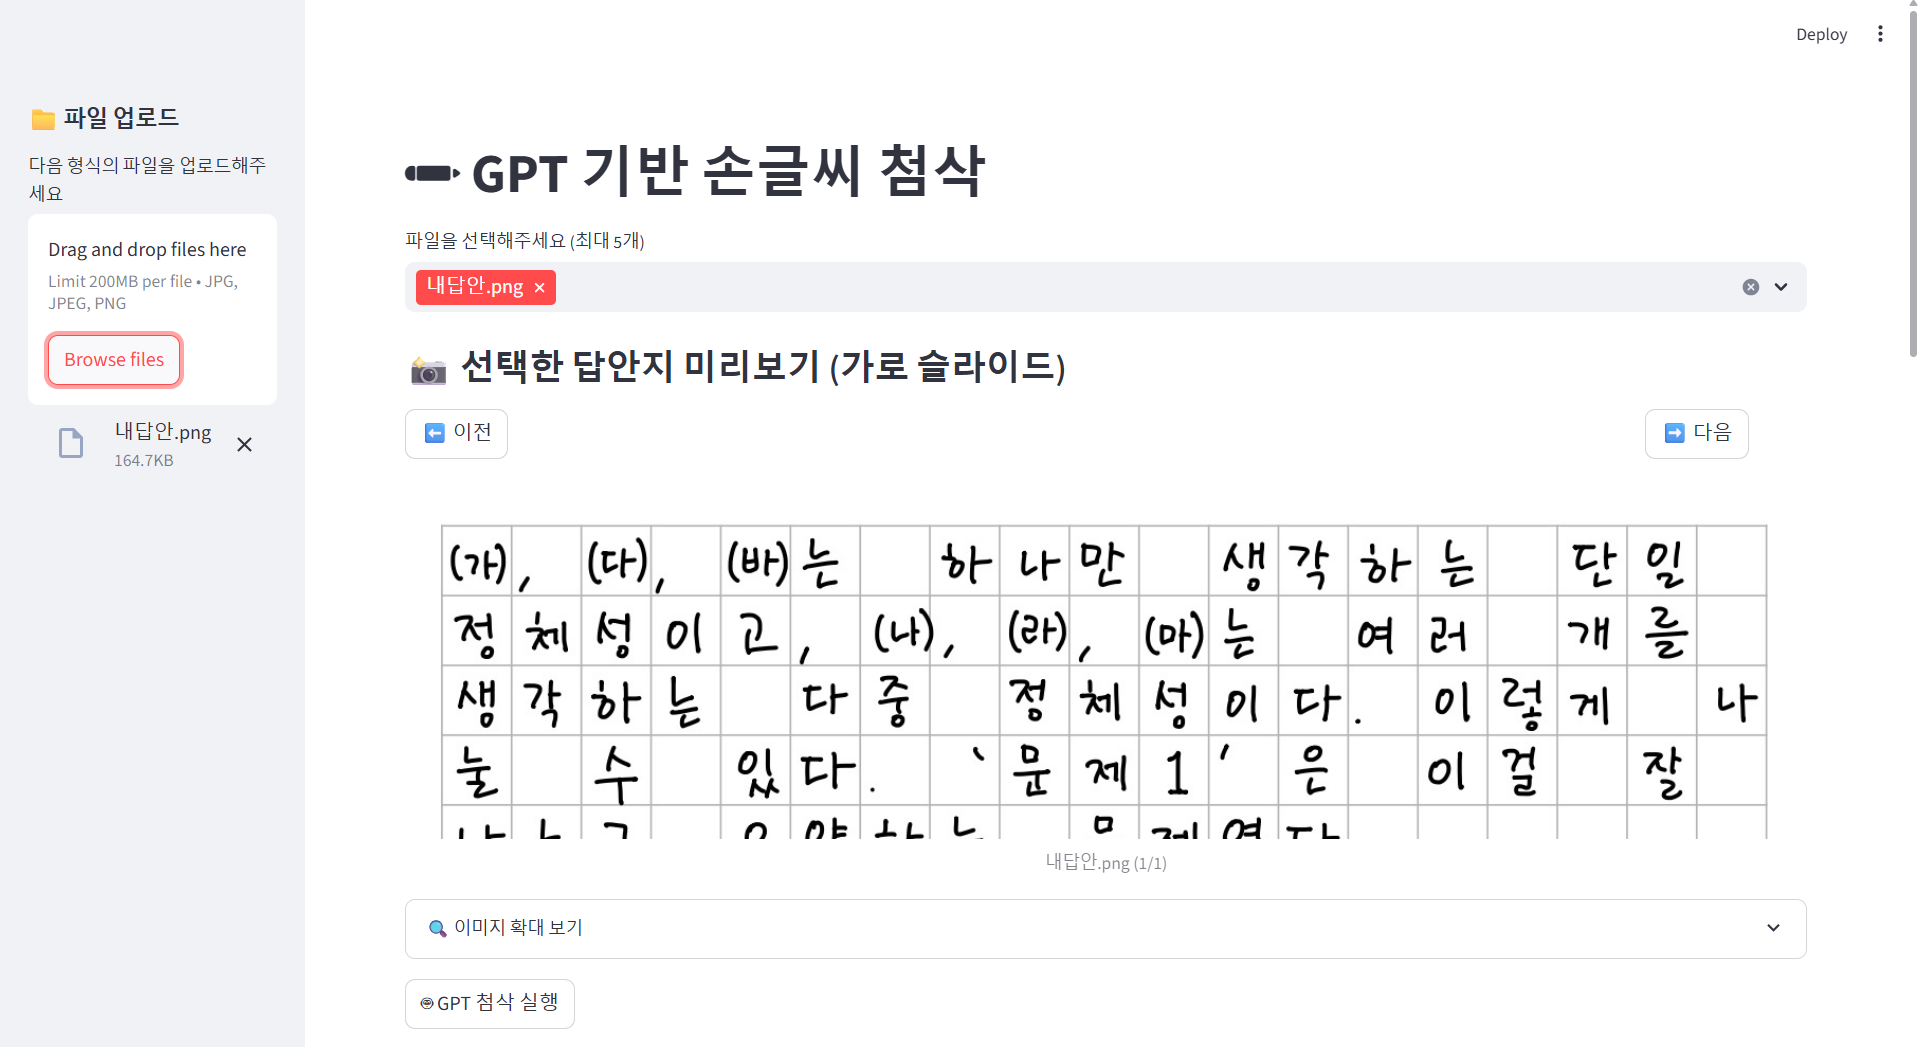 Deploy
파일 업로드
다음 형식의 파일을 업로드해주
세요
Drag and drop files here
Limit 200MB per file • JPG,
JPEG, PNG
Browse files
내답안.png
164.7KB
GPT 기반 손글씨 첨삭
파일을 선택해주세요 (최대 5개)
내답안.png
선택한 답안지 미리보기 (가로 슬라이드)
이전
다음
(가), (다), (바)는 하나만 생각하는 단일
정체성이고, (나), (라), (마)는 여러 개를
생각하는 다중 정체성이다. 이렇게 나
눌 수 있다. '문제1'은 이걸 잘
내답안.png (1/1)
이미지 확대 보기
GPT 첨삭 실행